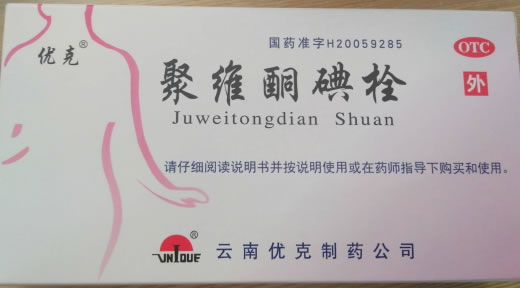 国药准字H20059285
OTC
优克®
外
聚维酮碘栓
Juweitongdian Shuan
请仔细阅读说明书并按说明使用或在药师指导下购买和使用。
UNIQUE ®
云南优克制药公司